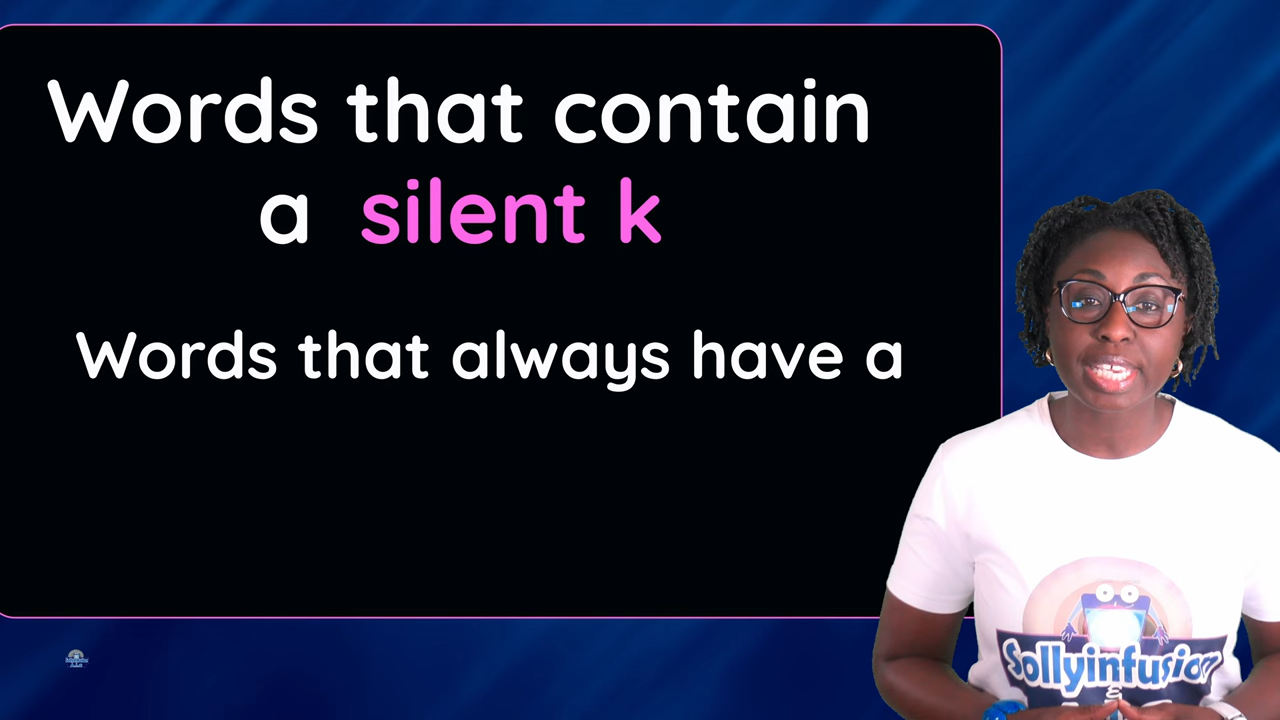 Words that contain
a silent k
Words that always have a
Sollyinfusion
&